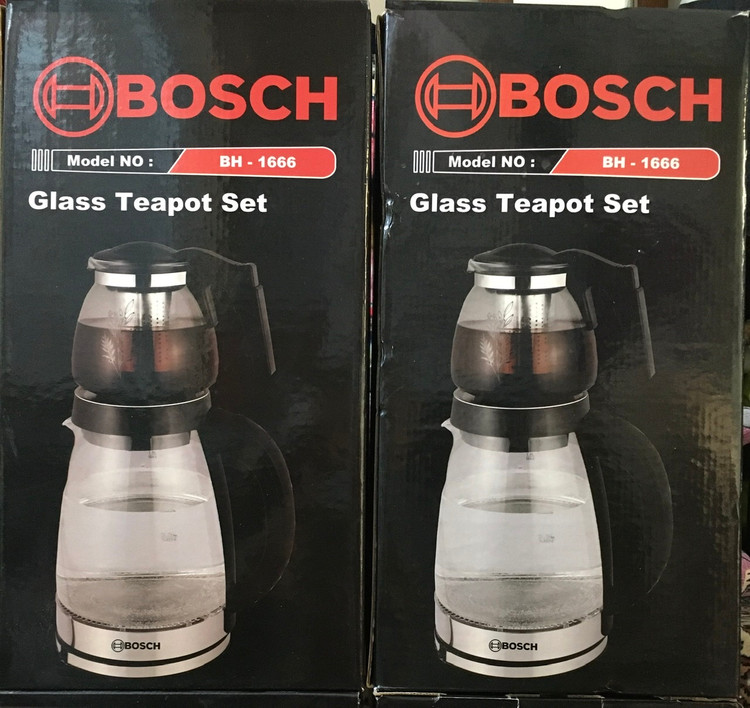 BOSCH
Model NO : BH - 1666
Glass Teapot Set
BOSCH
BOSCH
Model NO : BH - 1666
Glass Teapot Set
BOSCH